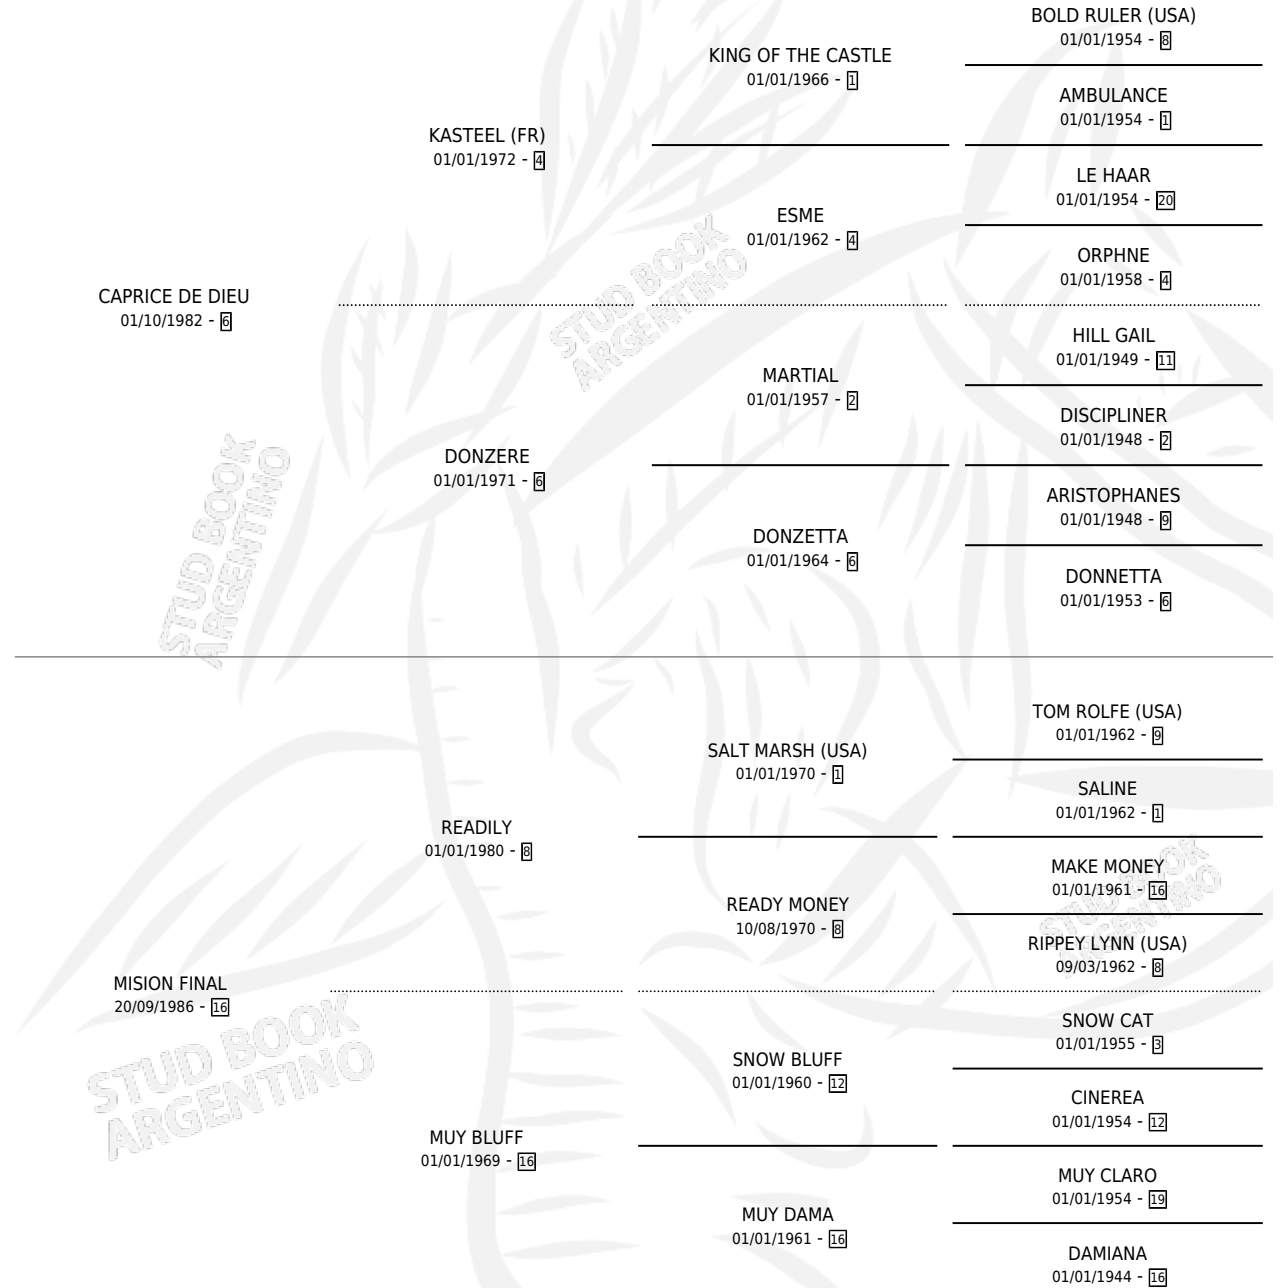 BOLD RULER (USA)
01/01/1954 - 8
KING OF THE CASTLE
01/01/1966 - 1
AMBULANCE
01/01/1954 - 1
KASTEEL (FR)
01/01/1972 - 4
LE HAAR
01/01/1954 - 20
ESME
01/01/1962 - 4
ORPHNE
01/01/1958 - 4
CAPRICE DE DIEU
01/10/1982 - 6
STUD BOOK
ARGENTINO
HILL GAIL
01/01/1949 - 11
MARTIAL
01/01/1957 - 2
DISCIPLINER
01/01/1948 - 2
DONZERE
01/01/1971 - 6
ARISTOPHANES
01/01/1948 - 9
DONZETTA
01/01/1964 - 6
DONNETTA
01/01/1953 - 6
STUD BOOK
ARGENTINO
TOM ROLFE (USA)
01/01/1962 - 9
SALT MARSH (USA)
01/01/1970 - 1
SALINE
01/01/1962 - 1
READILY
01/01/1980 - 8
MAKE MONEY
01/01/1961 - 16
READY MONEY
10/08/1970 - 8
STUD BOOK
ARGENTINO
RIPPEY LYNN (USA)
09/03/1962 - 8
MISION FINAL
20/09/1986 - 16
SNOW CAT
01/01/1955 - 3
STUD BOOK
ARGENTINO
SNOW BLUFF
01/01/1960 - 12
CINEREA
01/01/1954 - 12
MUY BLUFF
01/01/1969 - 16
MUY CLARO
01/01/1954 - 19
MUY DAMA
01/01/1961 - 16
DAMIANA
01/01/1944 - 16